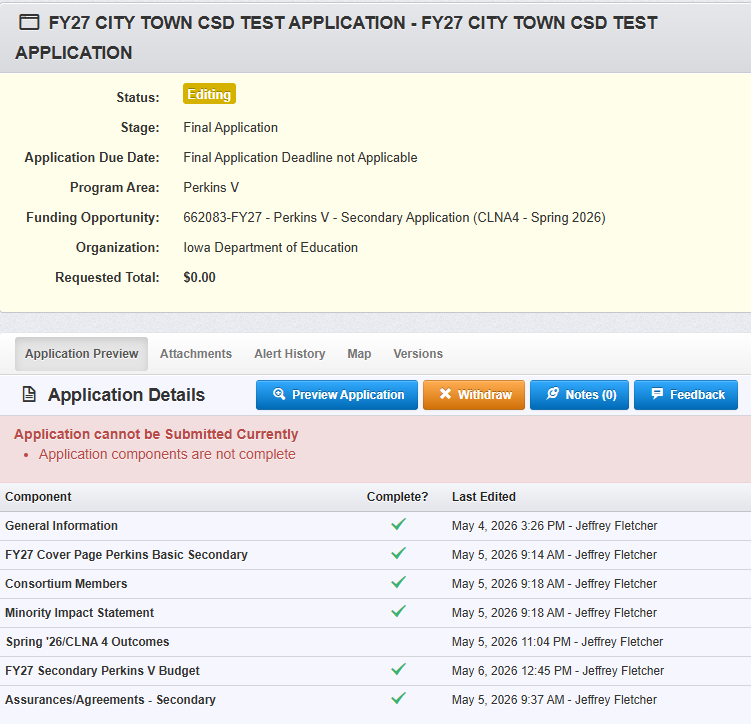 FY27 CITY TOWN CSD TEST APPLICATION - FY27 CITY TOWN CSD TEST
APPLICATION
Status: Editing
Stage: Final Application
Application Due Date: Final Application Deadline not Applicable
Program Area: Perkins V
Funding Opportunity: 662083-FY27 - Perkins V - Secondary Application (CLNA4 - Spring 2026)
Organization: Iowa Department of Education
Requested Total: $0.00
Application Preview Attachments Alert History Map Versions
Application Details Preview Application Withdraw Notes (0) Feedback
Application cannot be Submitted Currently
• Application components are not complete
Component Complete? Last Edited
General Information ✓ May 4, 2026 3:26 PM - Jeffrey Fletcher
FY27 Cover Page Perkins Basic Secondary ✓ May 5, 2026 9:14 AM - Jeffrey Fletcher
Consortium Members ✓ May 5, 2026 9:18 AM - Jeffrey Fletcher
Minority Impact Statement ✓ May 5, 2026 9:18 AM - Jeffrey Fletcher
Spring '26/CLNA 4 Outcomes May 5, 2026 11:04 PM - Jeffrey Fletcher
FY27 Secondary Perkins V Budget ✓ May 6, 2026 12:45 PM - Jeffrey Fletcher
Assurances/Agreements - Secondary ✓ May 5, 2026 9:37 AM - Jeffrey Fletcher